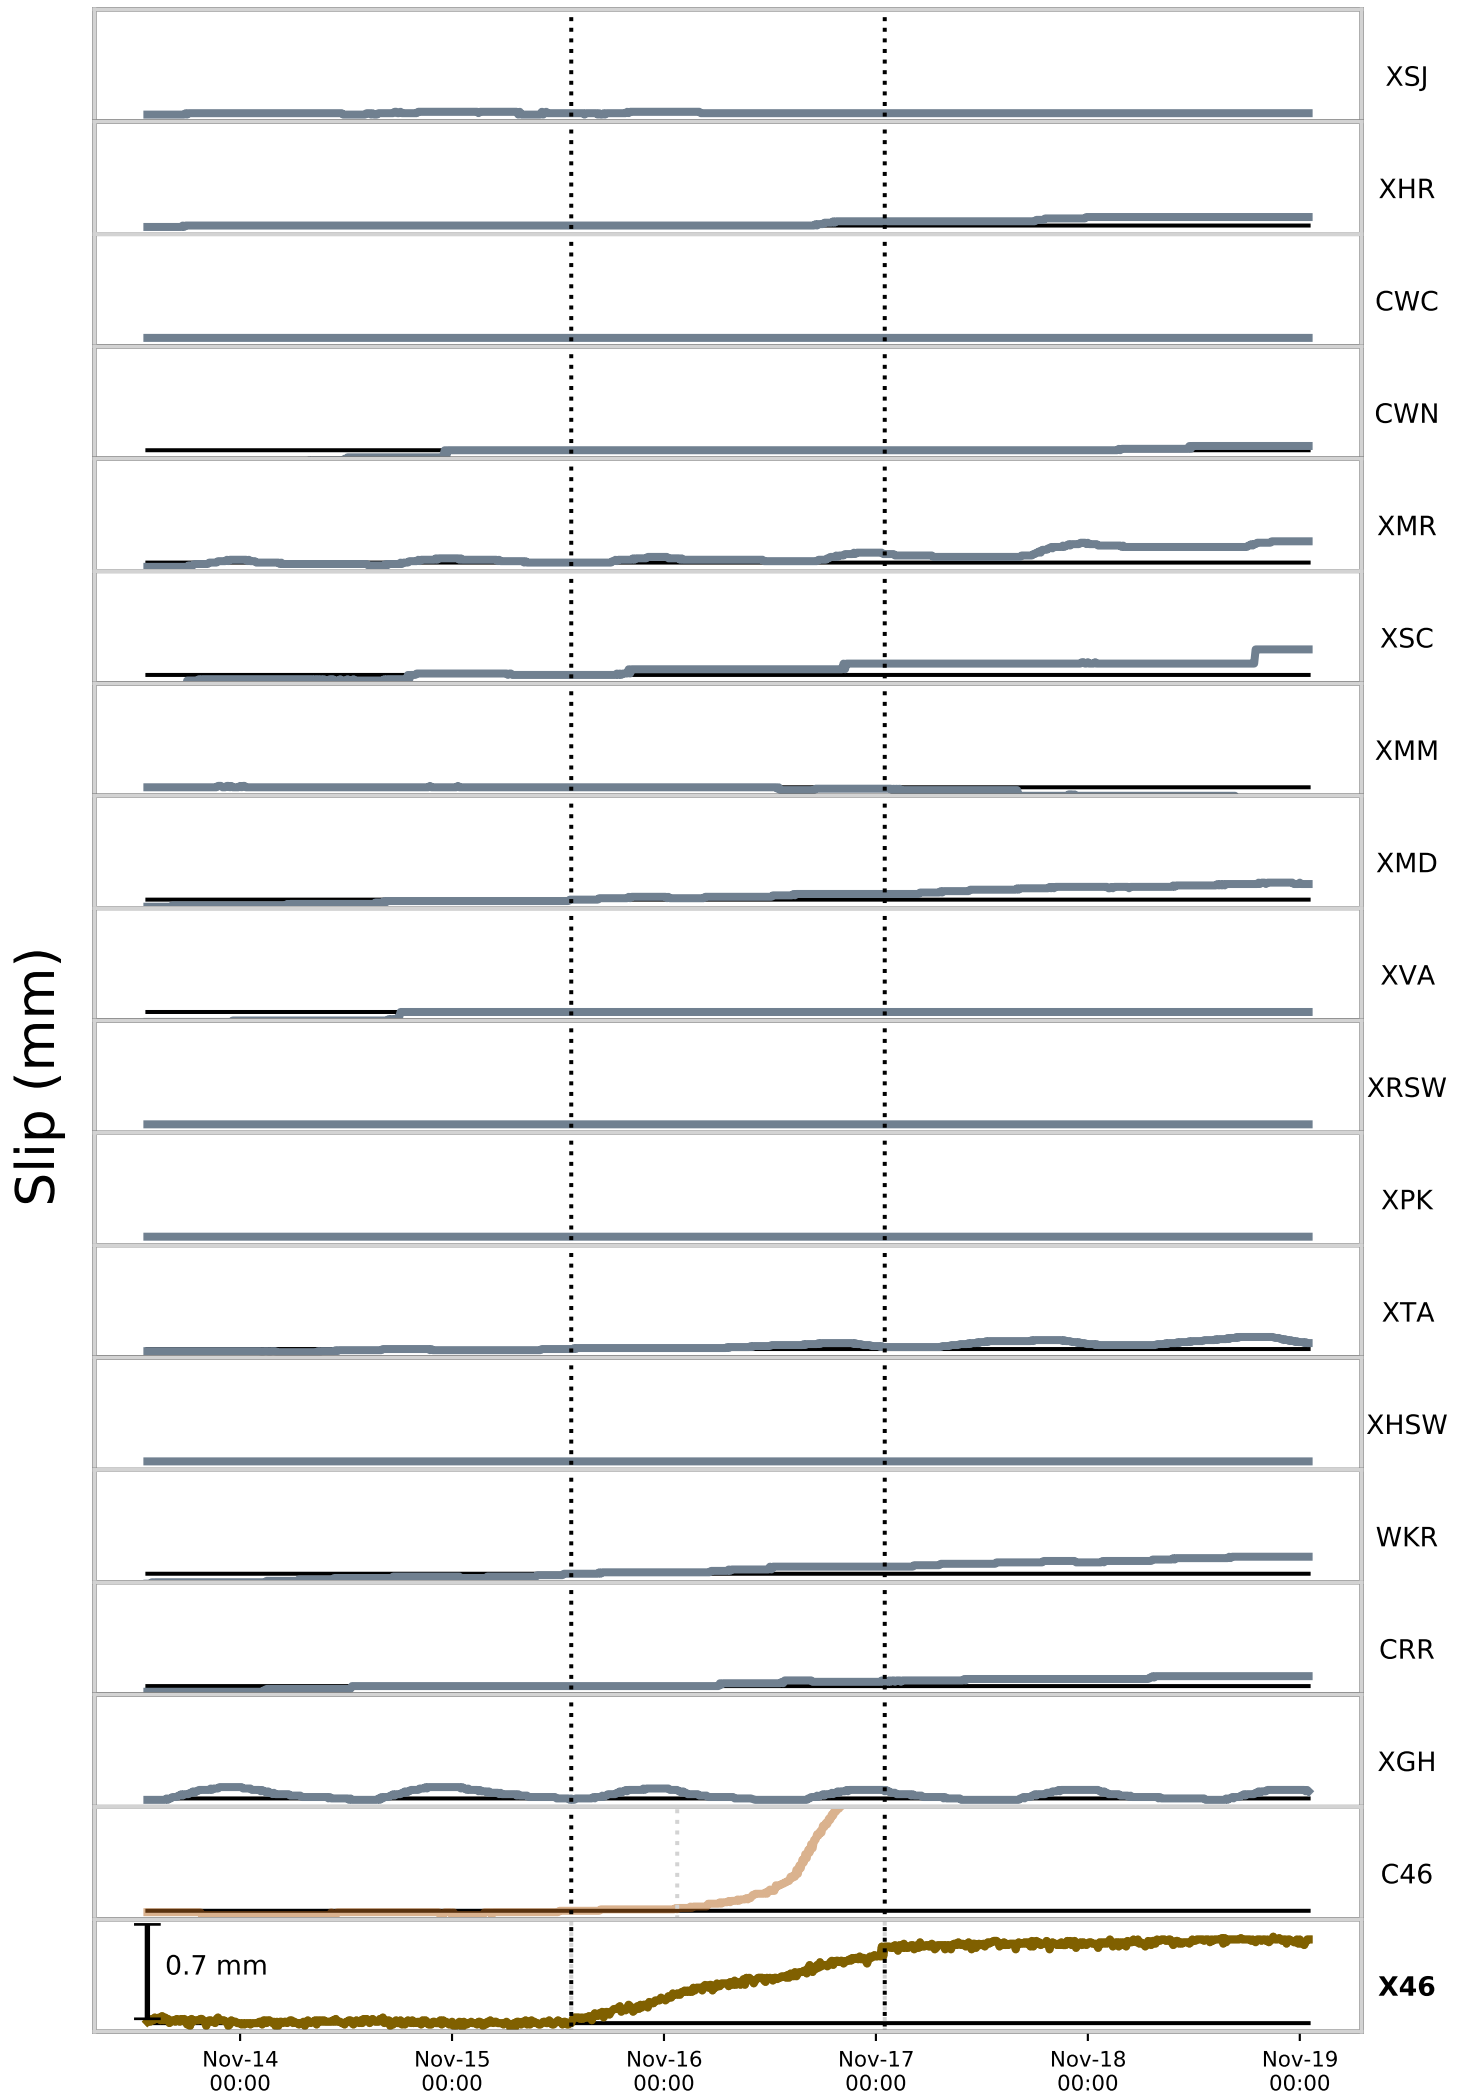 XSJ
XHR
CWC
CWN
XMR
XSC
XMM
XMD
XVA
XRSW
XPK
XTA
XHSW
WKR
CRR
XGH
C46
X46
Slip (mm)
0.7 mm
Nov-14 Nov-15 Nov-16 Nov-17 Nov-18 Nov-19
00:00 00:00 00:00 00:00 00:00 00:00